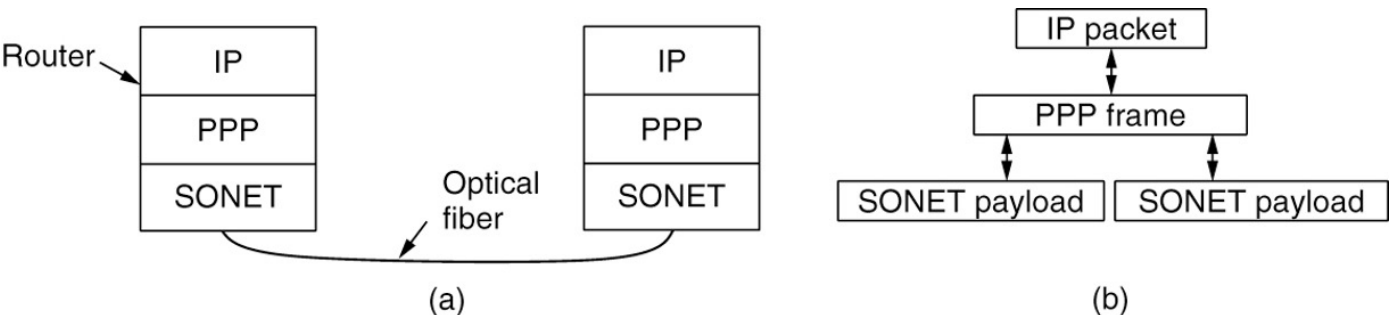 Router
IP
PPP
SONET
Optical
fiber
IP
PPP
SONET
(a)
IP packet
PPP frame
SONET payload
SONET payload
(b)